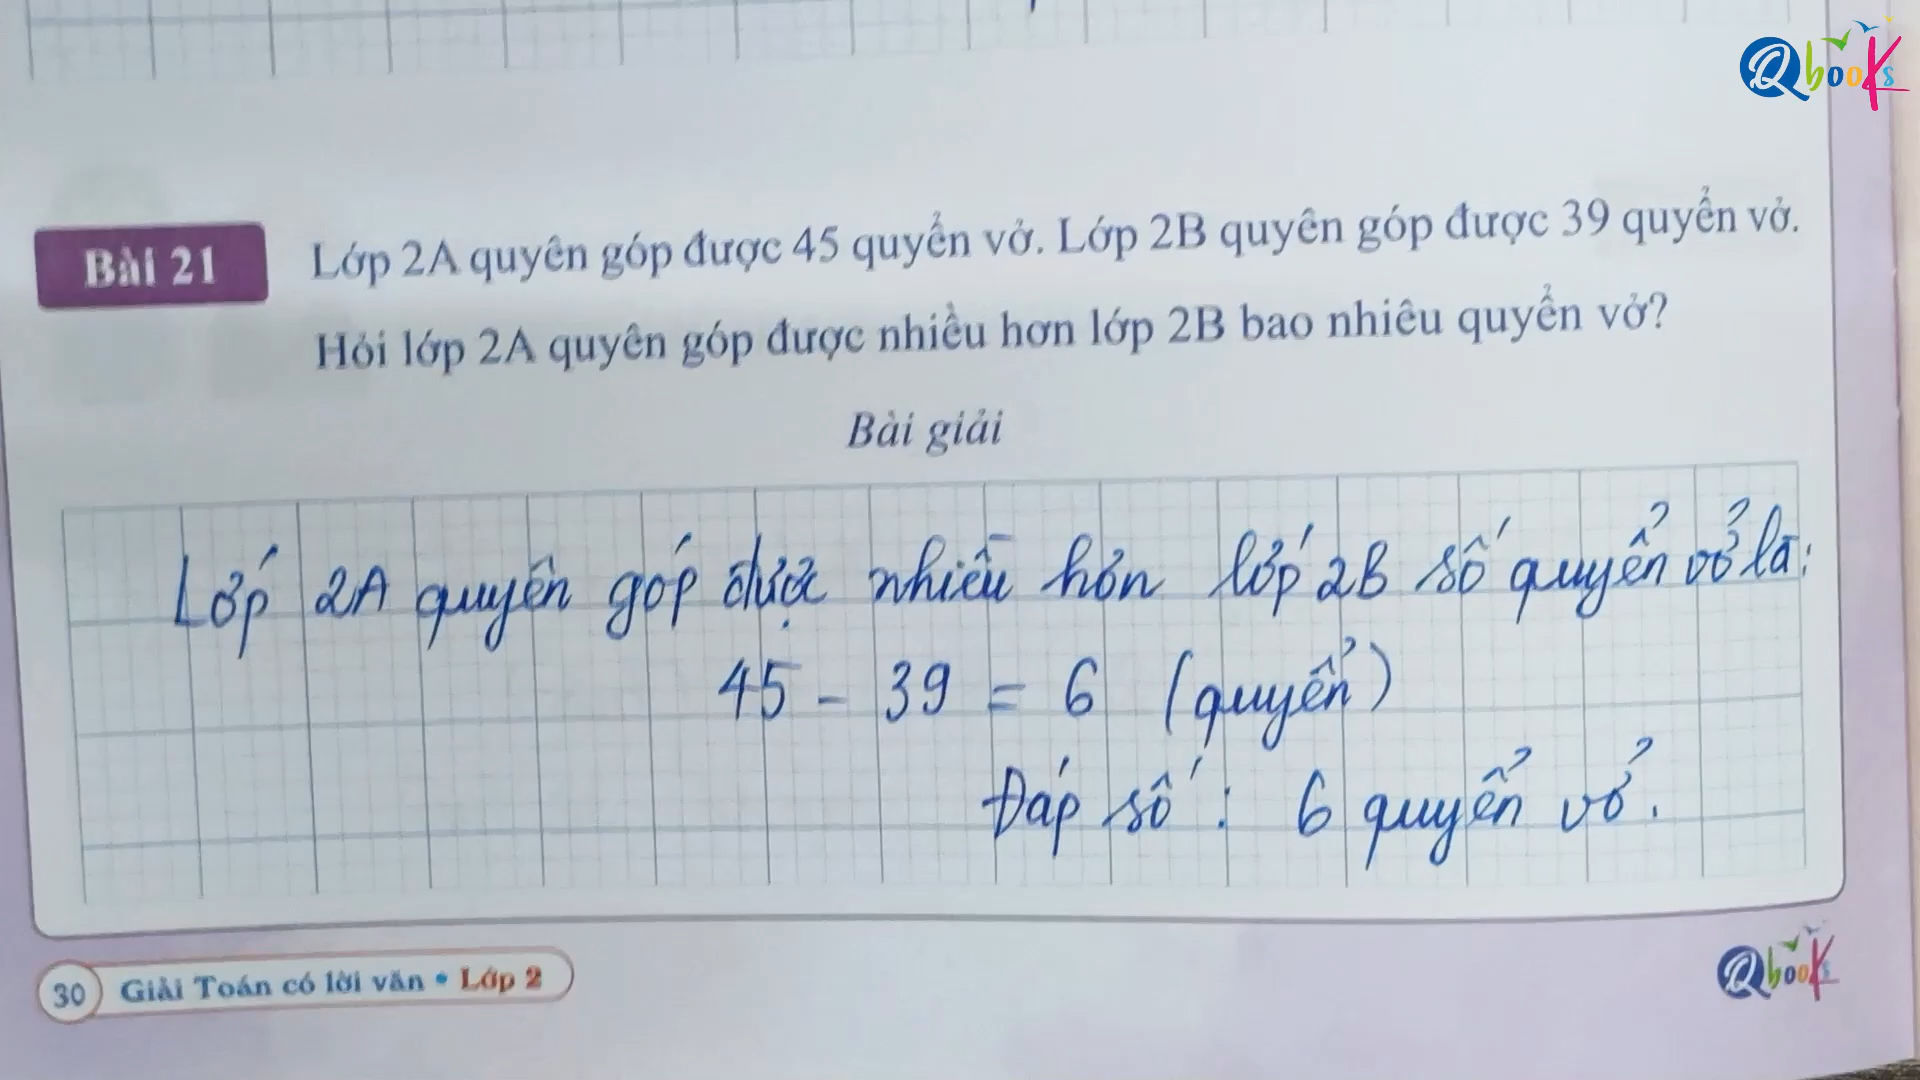 Qbooks
Bài 21
Lớp 2A quyên góp được 45 quyển vở. Lớp 2B quyên góp được 39 quyển vở.
Hỏi lớp 2A quyên góp được nhiều hơn lớp 2B bao nhiêu quyển vở?
Bài giải
Lớp 2A quyên góp được nhiều hơn lớp 2B số quyển vở là:
45 - 39 = 6 (quyển)
Đáp số: 6 quyển vở.
30 Giải Toán có lời văn • Lớp 2
Qbooks